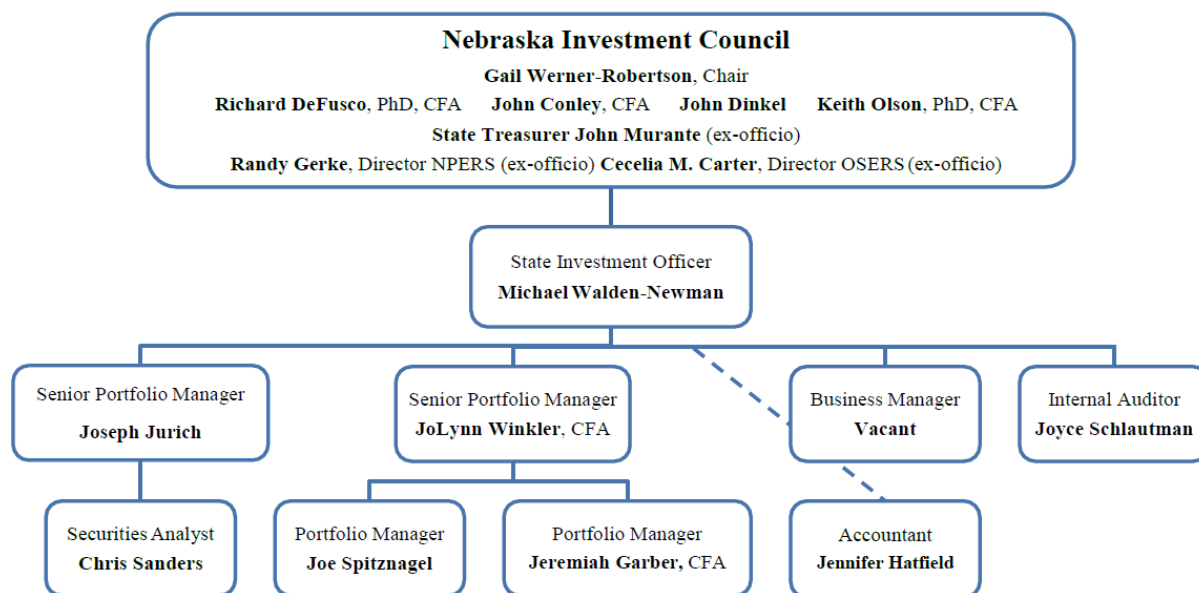 Nebraska Investment Council
Gail Werner-Robertson, Chair
Richard DeFusco, PhD, CFA John Conley, CFA John Dinkel Keith Olson, PhD, CFA
State Treasurer John Murante (ex-officio)
Randy Gerke, Director NPERS (ex-officio) Cecelia M. Carter, Director OSERS (ex-officio)
State Investment Officer
Michael Walden-Newman
Senior Portfolio Manager
Joseph Jurich
Senior Portfolio Manager
JoLynn Winkler, CFA
Business Manager
Vacant
Internal Auditor
Joyce Schlautman
Securities Analyst
Chris Sanders
Portfolio Manager
Joe Spitznagel
Portfolio Manager
Jeremiah Garber, CFA
Accountant
Jennifer Hatfield